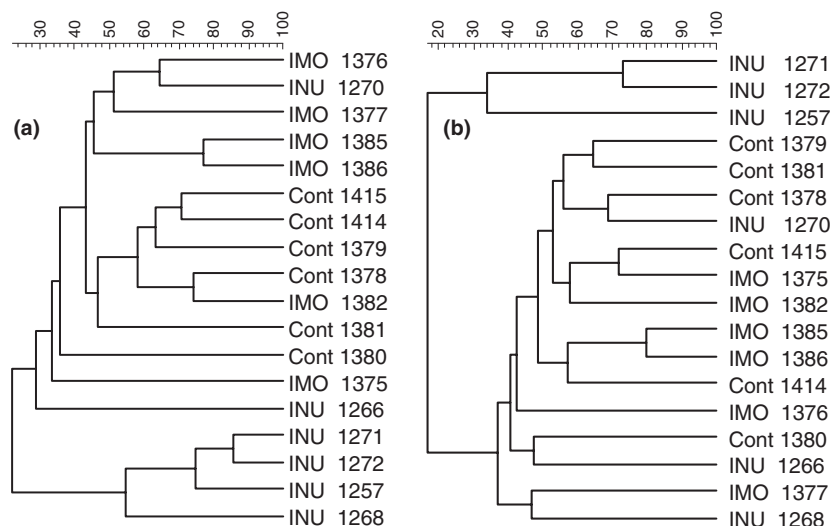 30 40 50 60 70 80 90 100
(a)
IMO 1376
INU 1270
IMO 1377
IMO 1385
IMO 1386
Cont 1415
Cont 1414
Cont 1379
Cont 1378
IMO 1382
Cont 1381
Cont 1380
IMO 1375
INU 1266
INU 1271
INU 1272
INU 1257
INU 1268
20 30 40 50 60 70 80 90 100
(b)
INU 1271
INU 1272
INU 1257
Cont 1379
Cont 1381
Cont 1378
INU 1270
Cont 1415
IMO 1375
IMO 1382
IMO 1385
IMO 1386
Cont 1414
IMO 1376
Cont 1380
INU 1266
IMO 1377
INU 1268